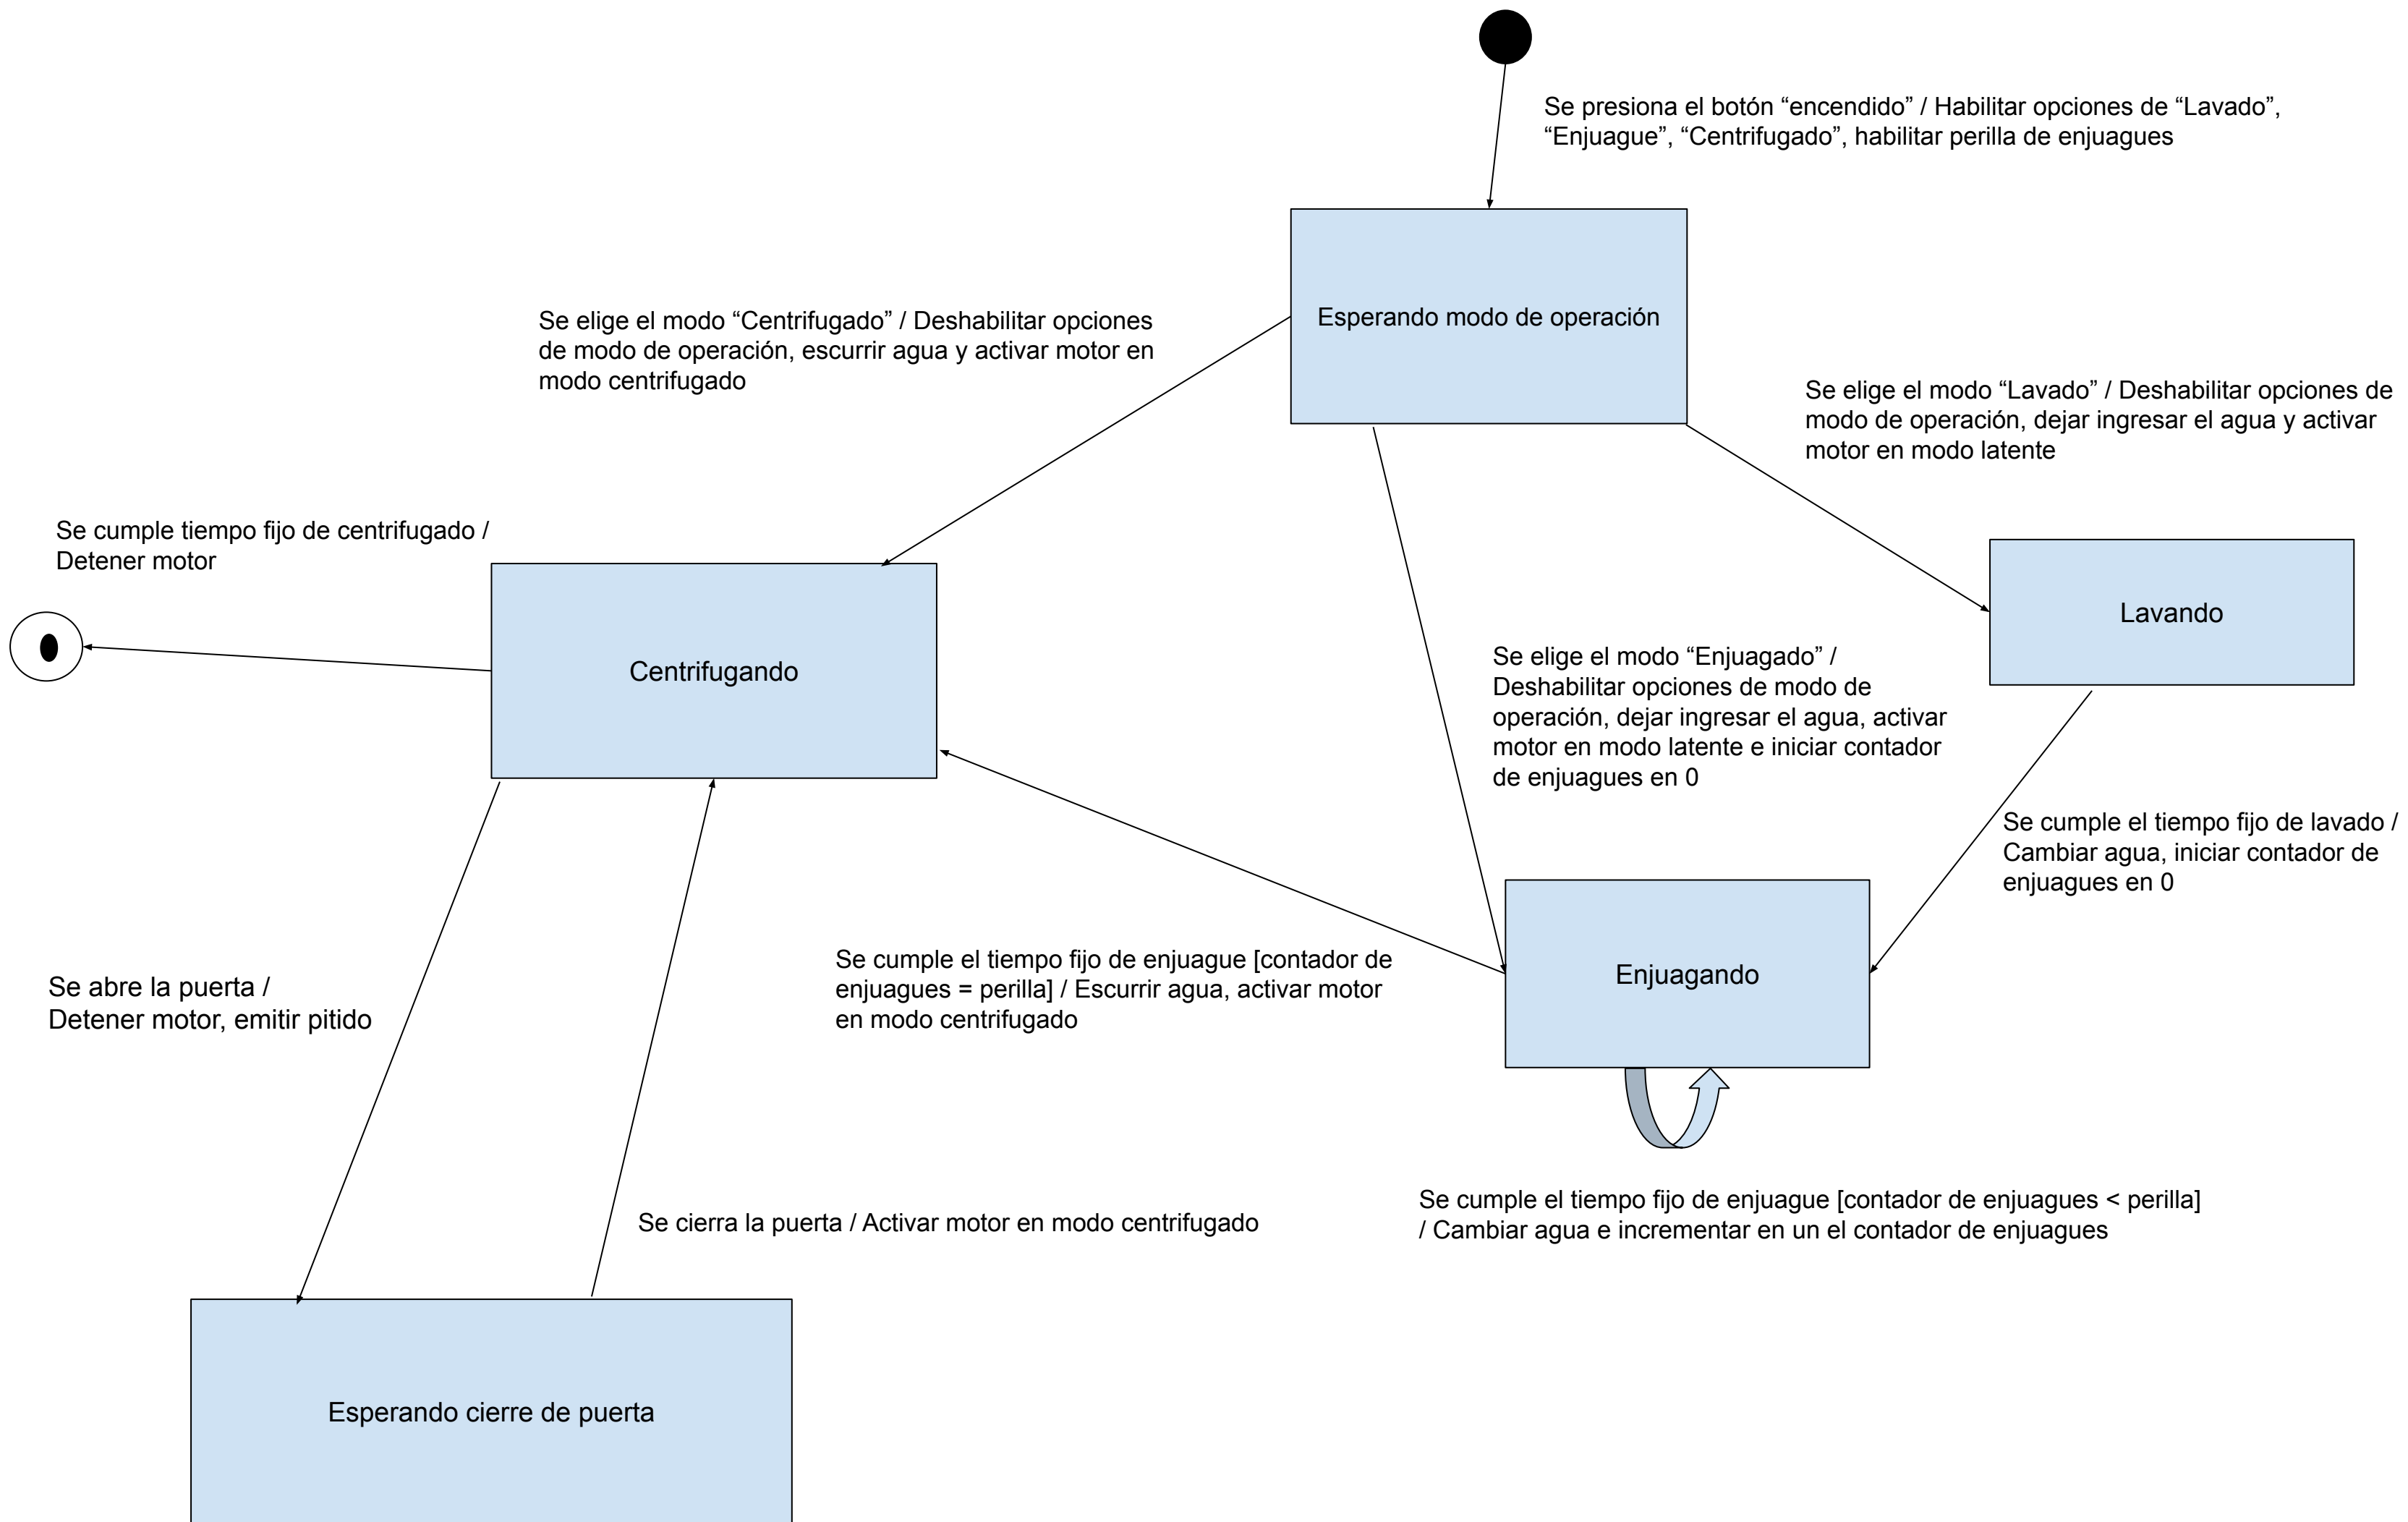 Se presiona el botón “encendido” / Habilitar opciones de “Lavado”,
“Enjuague”, “Centrifugado”, habilitar perilla de enjuagues
Esperando modo de operación
Se elige el modo “Centrifugado” / Deshabilitar opciones
de modo de operación, escurrir agua y activar motor en
modo centrifugado
Se elige el modo “Lavado” / Deshabilitar opciones de
modo de operación, dejar ingresar el agua y activar
motor en modo latente
Se cumple tiempo fijo de centrifugado /
Detener motor
Lavando
Centrifugando
Se elige el modo “Enjuagado” /
Deshabilitar opciones de modo de
operación, dejar ingresar el agua, activar
motor en modo latente e iniciar contador
de enjuagues en 0
Se cumple el tiempo fijo de lavado /
Cambiar agua, iniciar contador de
enjuagues en 0
Se abre la puerta /
Detener motor, emitir pitido
Se cumple el tiempo fijo de enjuague [contador de
enjuagues = perilla] / Escurrir agua, activar motor
en modo centrifugado
Enjuagando
Se cierra la puerta / Activar motor en modo centrifugado
Se cumple el tiempo fijo de enjuague [contador de enjuagues < perilla]
/ Cambiar agua e incrementar en un el contador de enjuagues
Esperando cierre de puerta